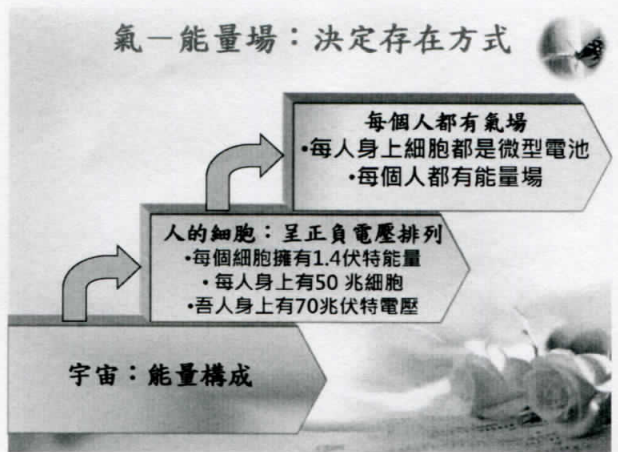 氣－能量場：決定存在方式
每個人都有氣場
•每人身上細胞都是微型電池
•每個人都有能量場
人的細胞：呈正負電壓排列
•每個細胞擁有1.4伏特能量
•每人身上有50 兆細胞
•吾人身上有70兆伏特電壓
宇宙：能量構成